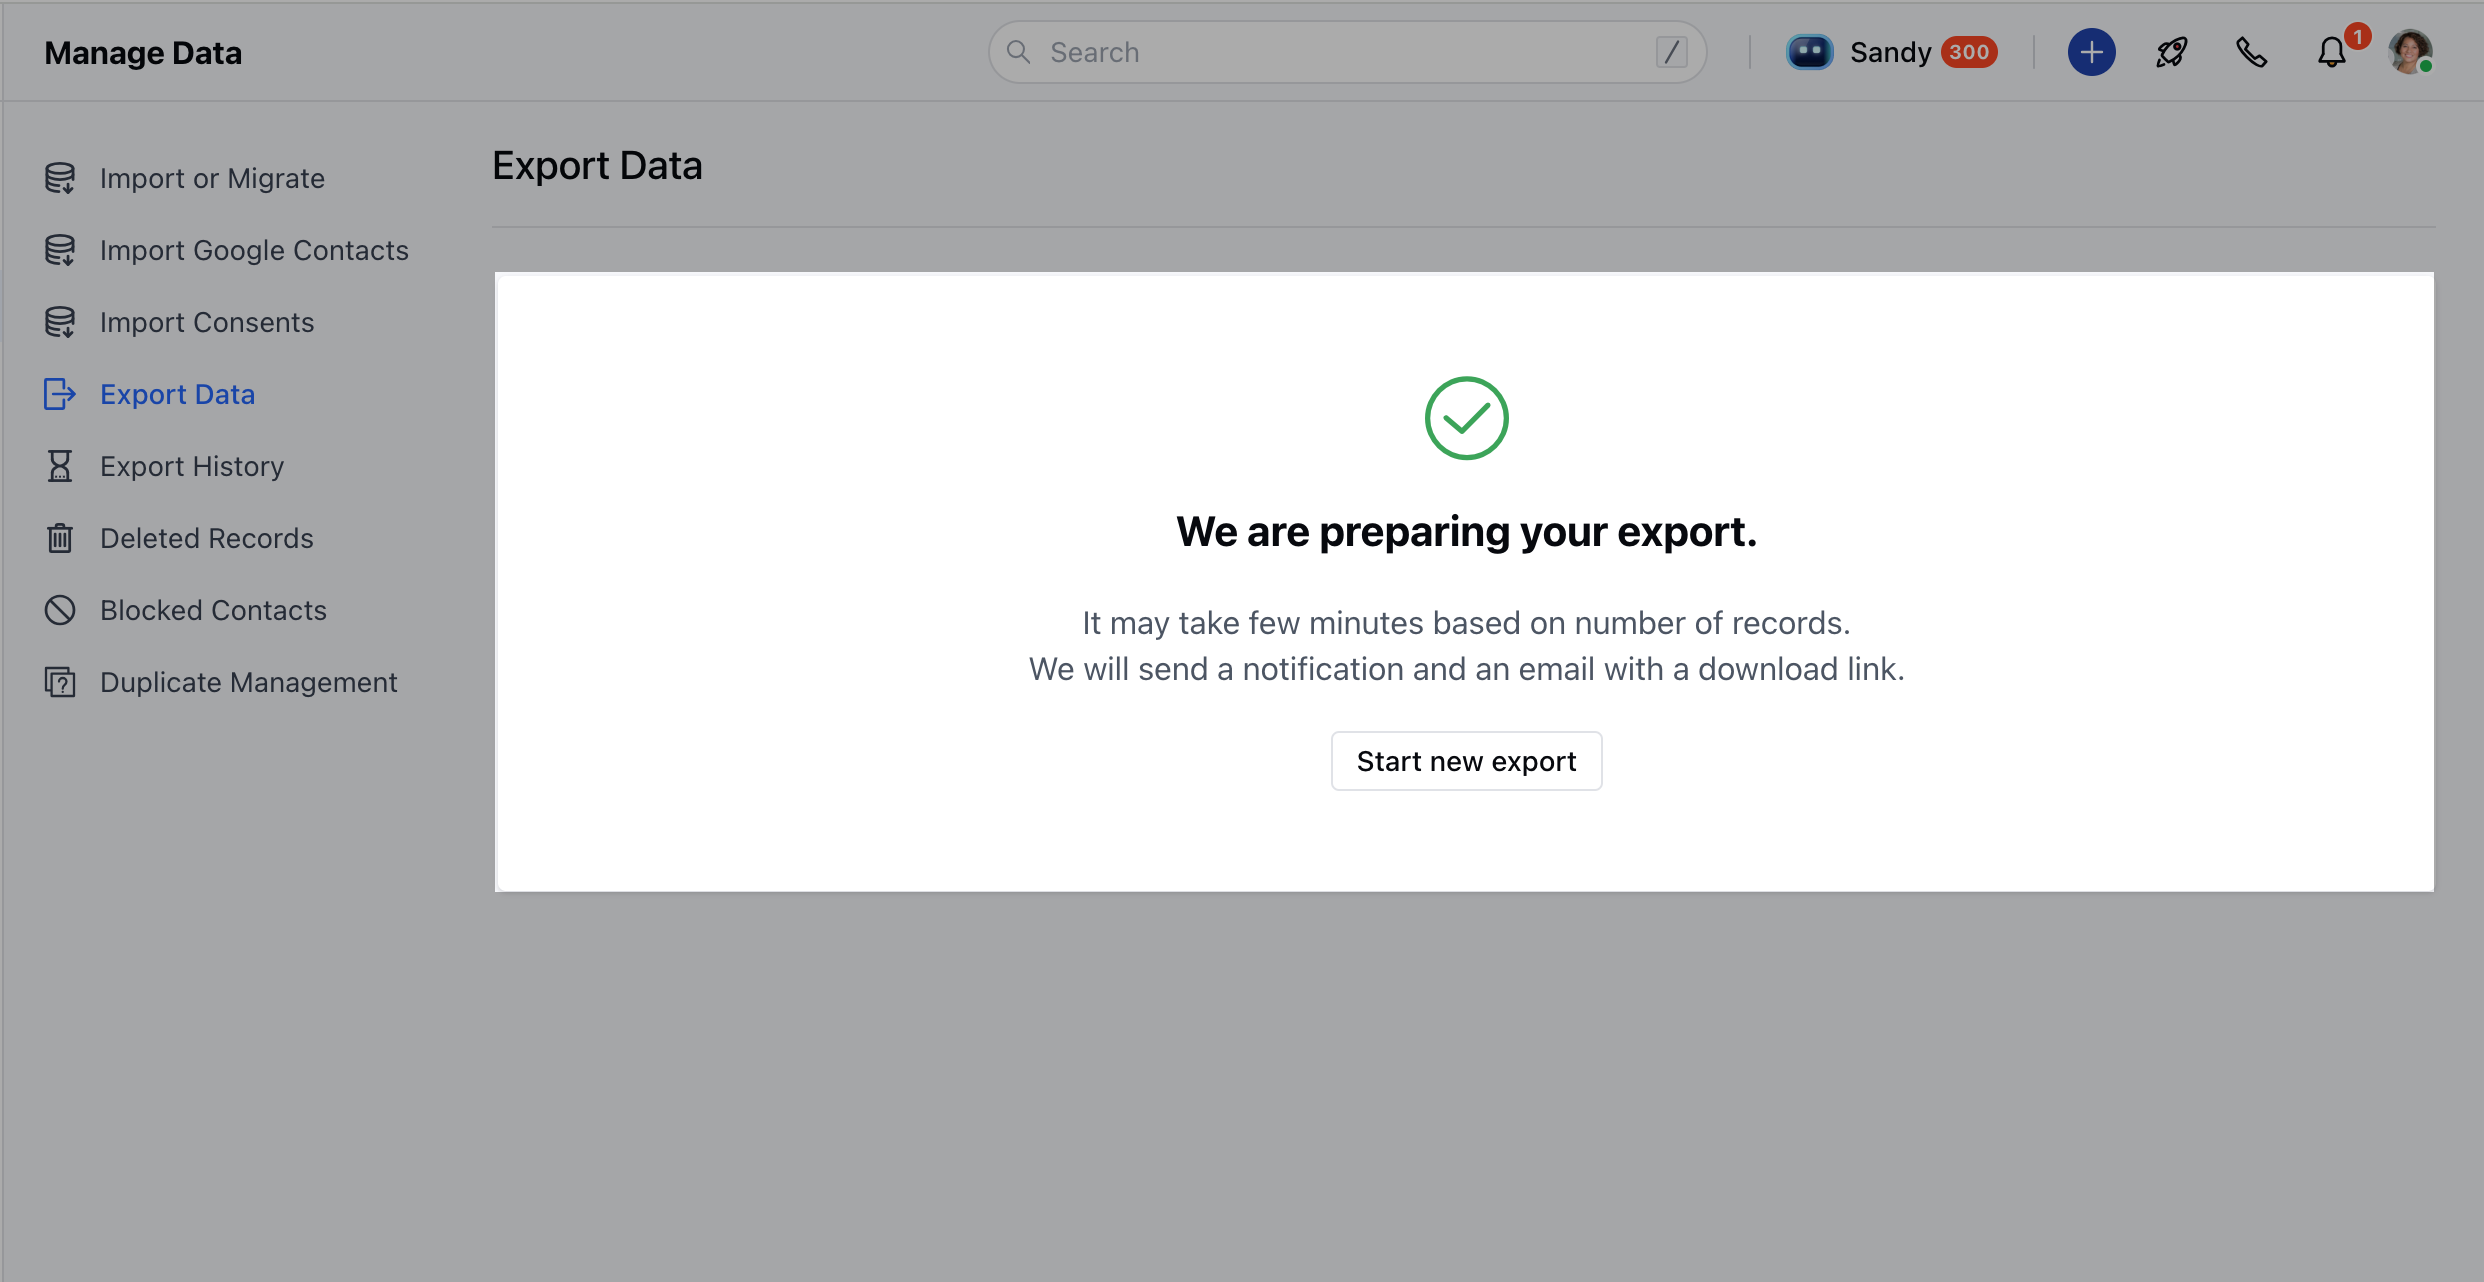 Manage Data
Search
/
Sandy 300
1
Import or Migrate
Import Google Contacts
Import Consents
Export Data
Export History
Deleted Records
Blocked Contacts
Duplicate Management
Export Data
We are preparing your export.
It may take few minutes based on number of records.
We will send a notification and an email with a download link.
Start new export